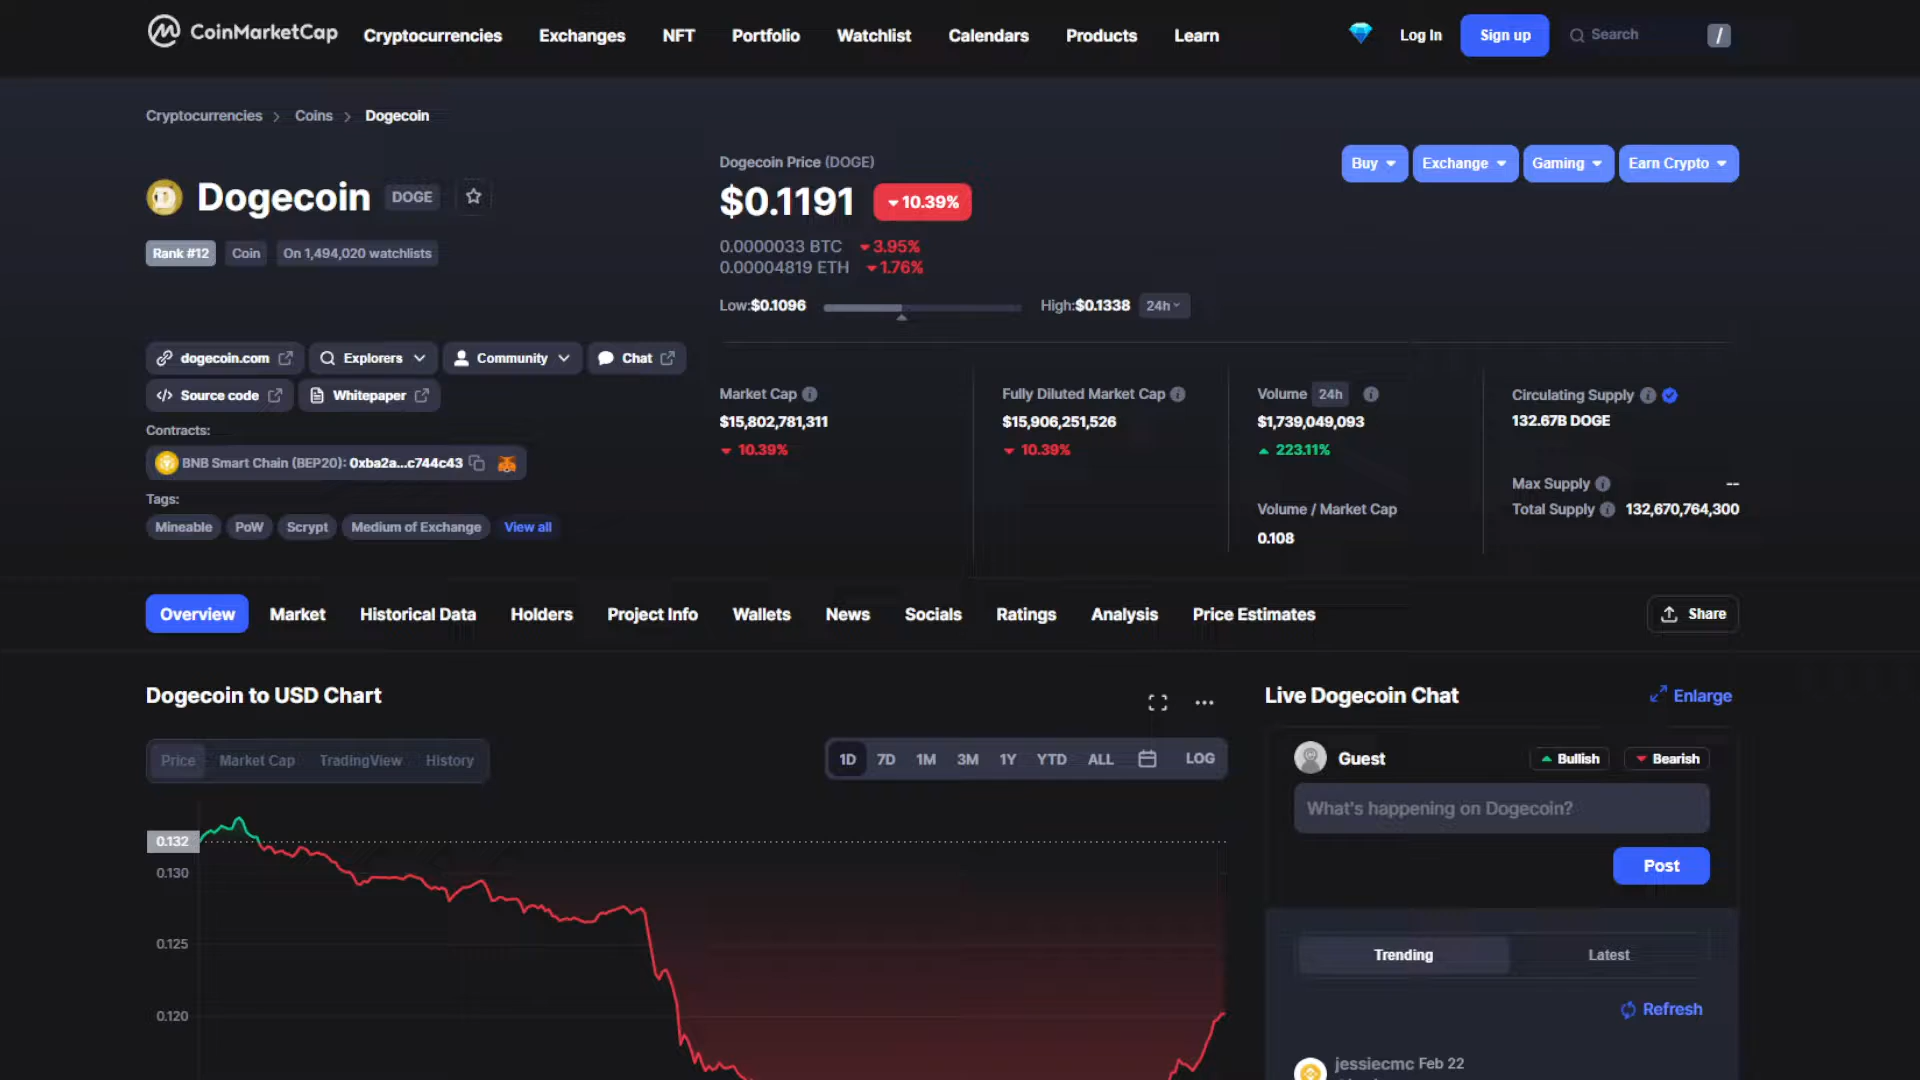 CoinMarketCap Cryptocurrencies Exchanges NFT Portfolio Watchlist Calendars Products Learn Log In Sign up Search /
Cryptocurrencies > Coins > Dogecoin
Dogecoin DOGE
Rank #12 Coin On 1,494,020 watchlists
dogecoin.com Explorers Community Chat
Source code Whitepaper
Contracts:
BNB Smart Chain (BEP20): 0xba2a...c744c43
Tags:
Mineable PoW Scrypt Medium of Exchange View all
Dogecoin Price (DOGE)
$0.1191 10.39%
0.0000033 BTC 3.95%
0.00004819 ETH 1.76%
Low:$0.1096 High:$0.1338 24h
Buy Exchange Gaming Earn Crypto
Market Cap
$15,802,781,311
10.39%
Fully Diluted Market Cap
$15,906,251,526
10.39%
Volume 24h
$1,739,049,093
223.11%
Volume / Market Cap
0.108
Circulating Supply
132.67B DOGE
Max Supply --
Total Supply 132,670,764,300
Overview Market Historical Data Holders Project Info Wallets News Socials Ratings Analysis Price Estimates Share
Dogecoin to USD Chart
Price Market Cap TradingView History
1D 7D 1M 3M 1Y YTD ALL LOG
0.132
0.130
0.125
0.120
Live Dogecoin Chat Enlarge
Guest Bullish Bearish
What's happening on Dogecoin?
Post
Trending Latest
Refresh
jessiecmc Feb 22